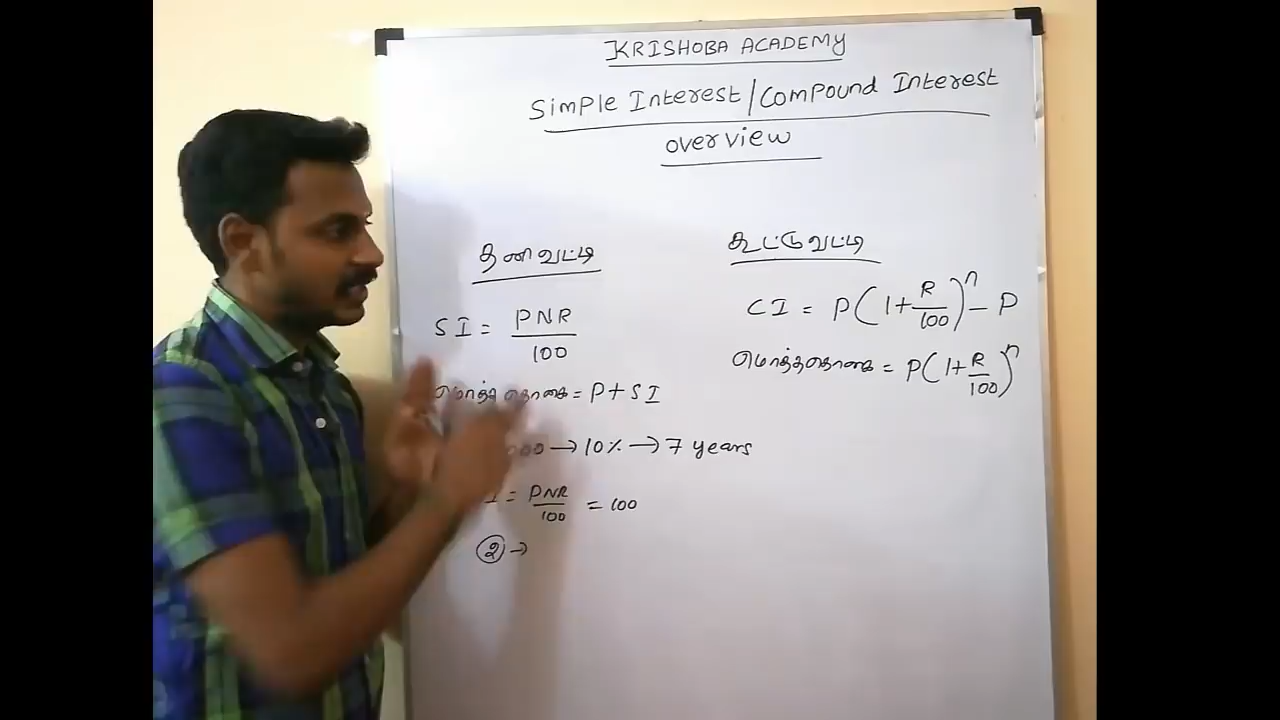 KRISHOBA ACADEMY
Simple Interest / Compound Interest
overview
தனிவட்டி
SI = PNR/100
மொத்த தொகை = P + SI
→ 10% → 7 years
= PNR/100 = 100
② →
கூட்டுவட்டி
CI = P(1+R/100)^n - P
மொத்ததொகை = P(1+R/100)^n